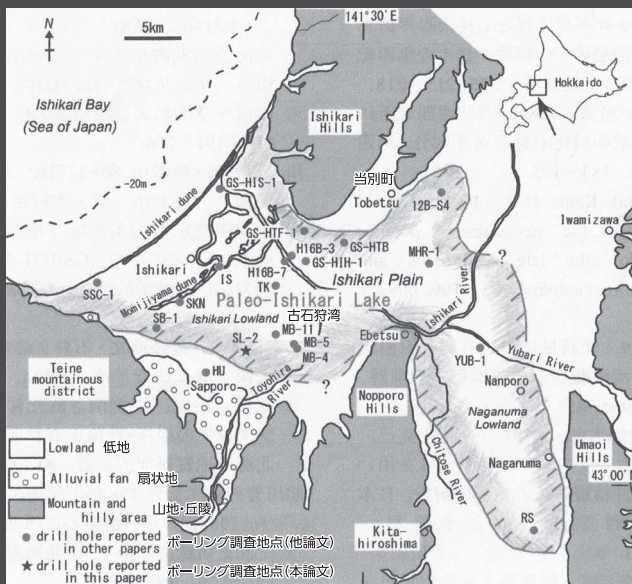 N
5km
141°30'E
Hokkaido
Ishikari Bay
(Sea of Japan)
Ishikari
Hills
-20m
当別町
Tobetsu
12B-S4
Iwamizawa
GS-HIS-1
Ishikari dune
GS-HTF-1
GS-HTB
H16B-3
GS-HIH-1
MHR-1
?
Ishikari
H16B-7
TK
Ishikari Plain
Ishikari
River
SSC-1
Momijiyama dune
SKN
Paleo-Ishikari Lake
SB-1
Ishikari Lowland
古石狩湾
SL-2
MB-11
MB-5
MB-4
Ebetsu
YUB-1
Yubari River
Teine
mountainous
district
HU
Sapporo
Toyohira
River
?
Nopporo
Hills
Nanporo
Naganuma
Lowland
Umaoi
Hills
Chitose River
Naganuma
43°00'N
RS
Kita-
hiroshima
Lowland 低地
Alluvial fan 扇状地
Mountain and
hilly area 山地・丘陵
drill hole reported
in other papers ボーリング調査地点(他論文)
drill hole reported
in this paper ボーリング調査地点(本論文)